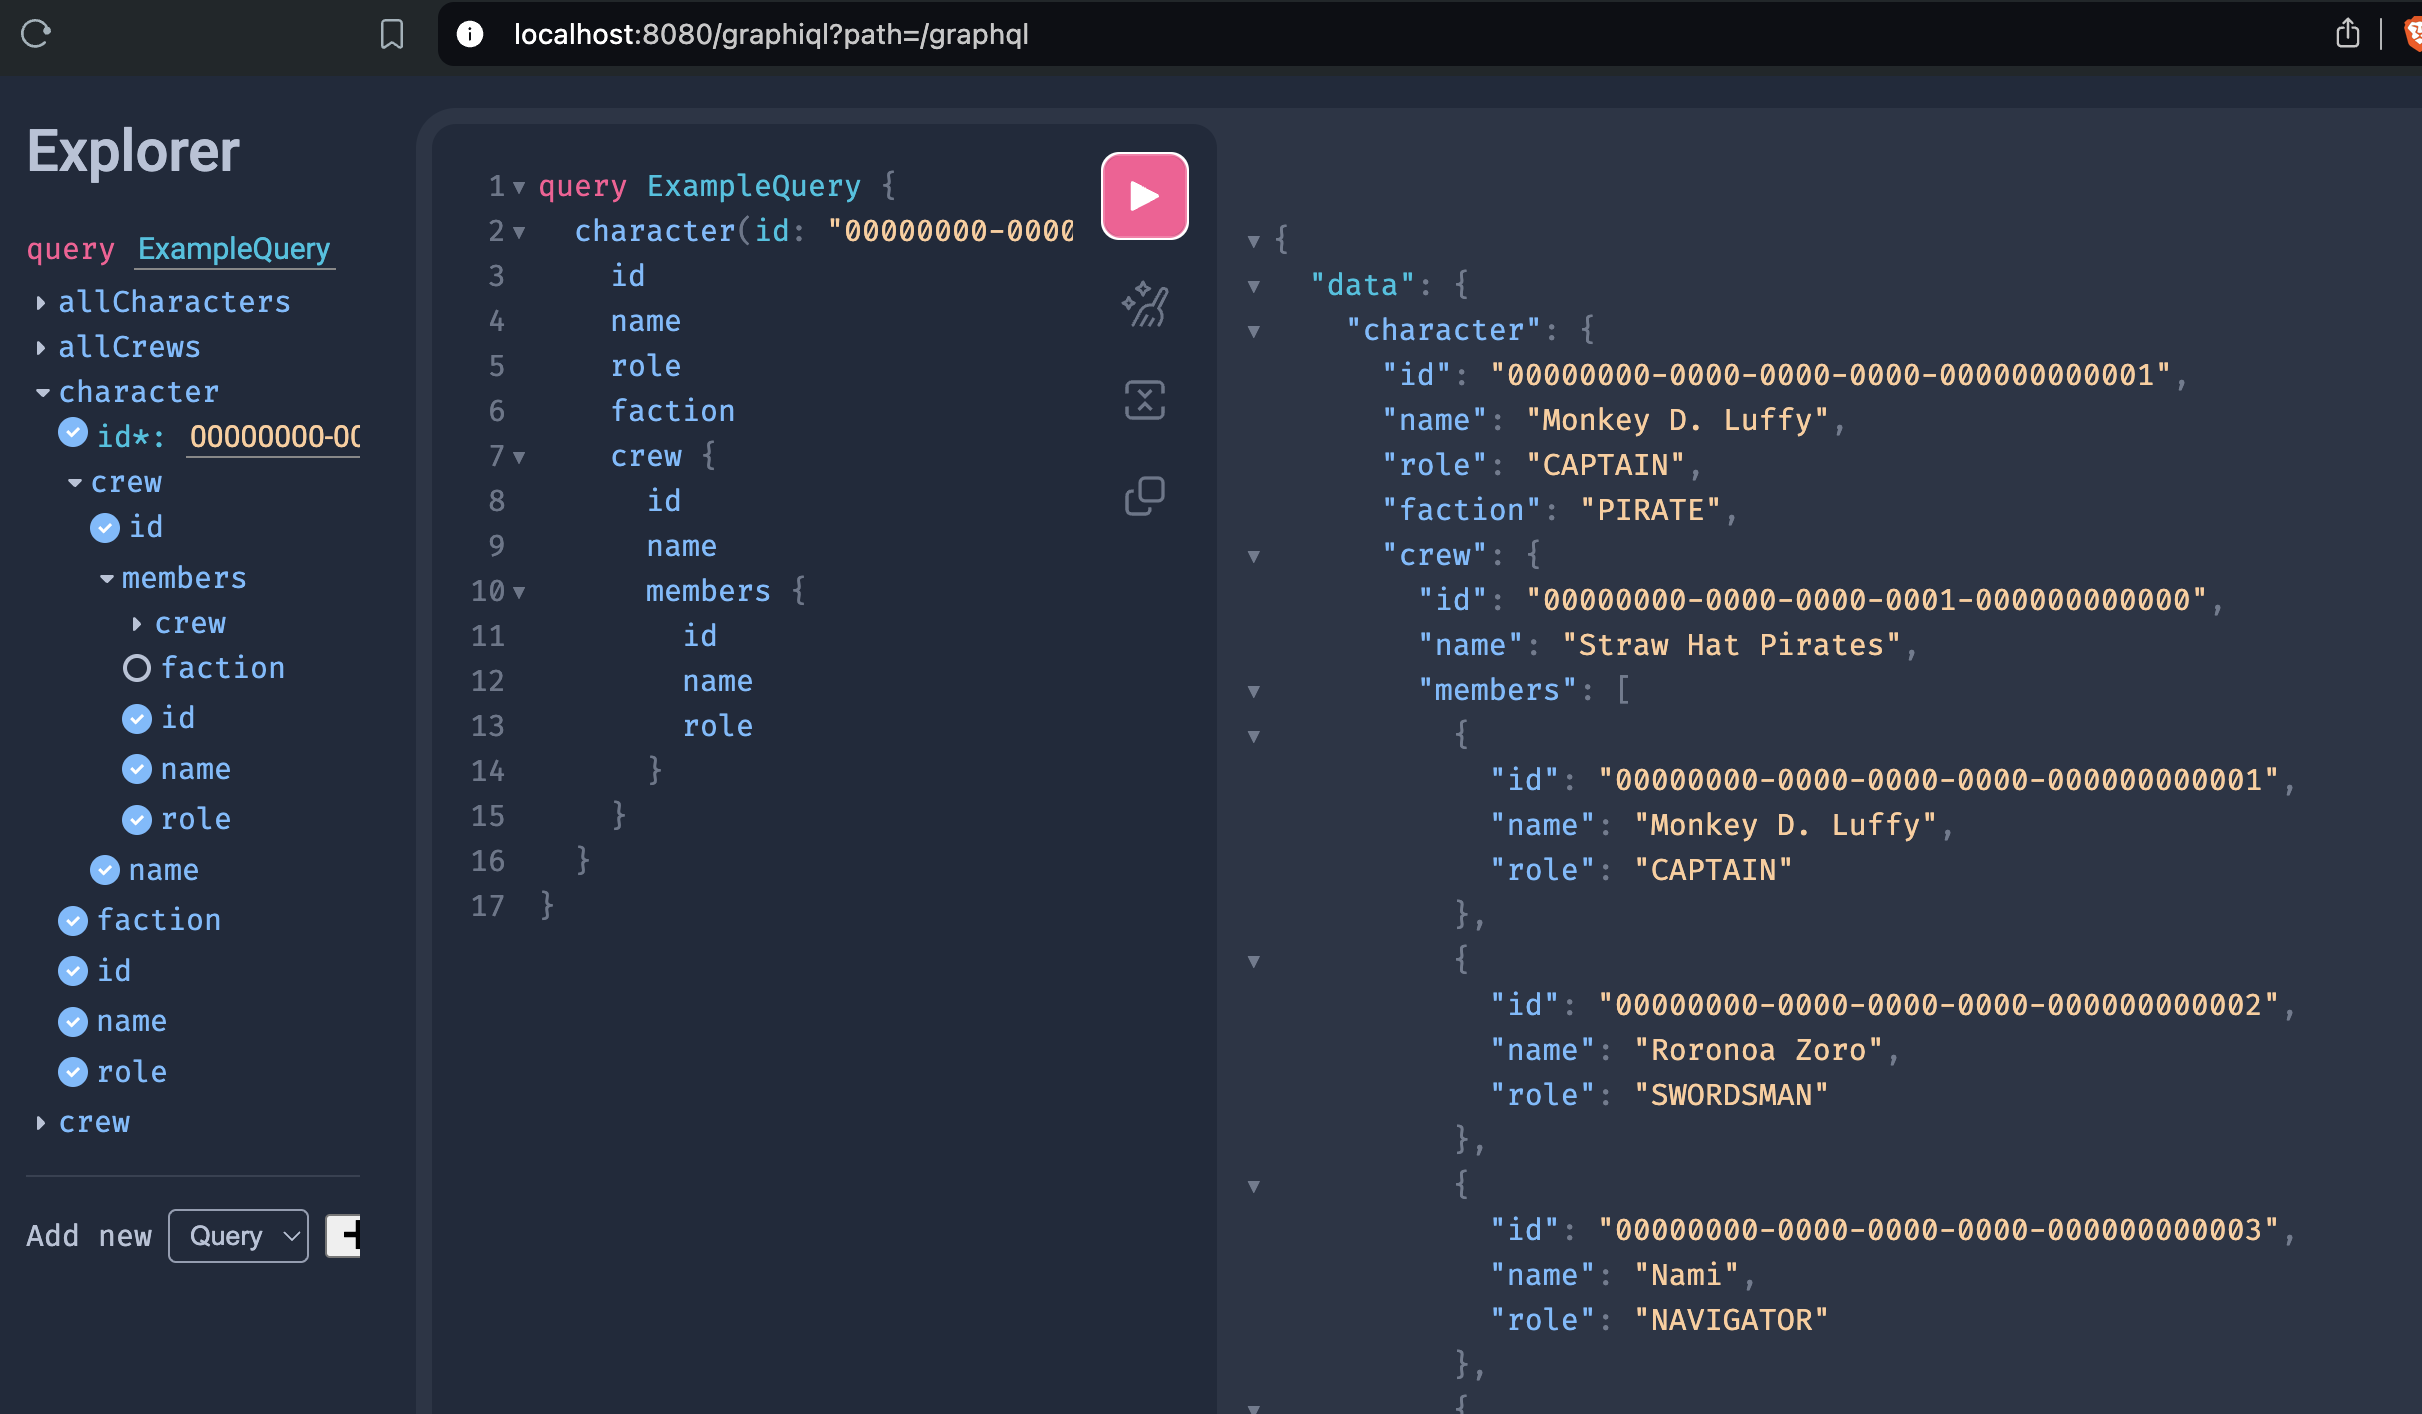 localhost:8080/graphiql?path=/graphql
Explorer
query ExampleQuery
allCharacters
allCrews
character
id*: 00000000-00
crew
id
members
crew
faction
id
name
role
name
faction
id
name
role
crew
Add new Query +
1 query ExampleQuery {
2 character(id: "00000000-0000
3 id
4 name
5 role
6 faction
7 crew {
8 id
9 name
10 members {
11 id
12 name
13 role
14 }
15 }
16 }
17 }
{
"data": {
"character": {
"id": "00000000-0000-0000-0000-000000000001",
"name": "Monkey D. Luffy",
"role": "CAPTAIN",
"faction": "PIRATE",
"crew": {
"id": "00000000-0000-0000-0001-000000000000",
"name": "Straw Hat Pirates",
"members": [
{
"id": "00000000-0000-0000-0000-000000000001",
"name": "Monkey D. Luffy",
"role": "CAPTAIN"
},
{
"id": "00000000-0000-0000-0000-000000000002",
"name": "Roronoa Zoro",
"role": "SWORDSMAN"
},
{
"id": "00000000-0000-0000-0000-000000000003",
"name": "Nami",
"role": "NAVIGATOR"
},
{